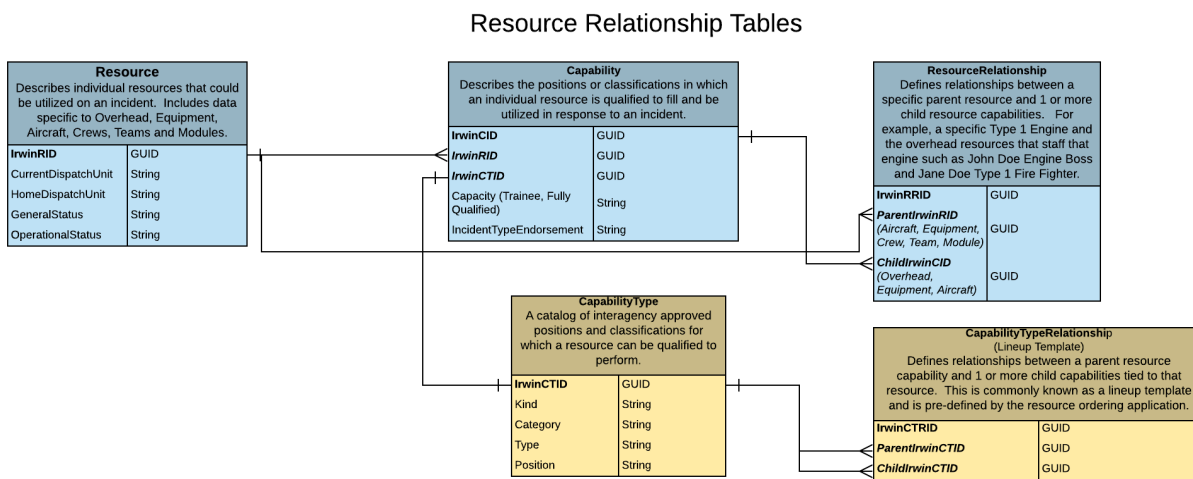 Resource Relationship Tables
Resource
Describes individual resources that could
be utilized on an incident. Includes data
specific to Overhead, Equipment,
Aircraft, Crews, Teams and Modules.
IrwinRID GUID
CurrentDispatchUnit String
HomeDispatchUnit String
GeneralStatus String
OperationalStatus String
Capability
Describes the positions or classifications in which
an individual resource is qualified to fill and be
utilized in response to an incident.
IrwinCID GUID
IrwinRID GUID
IrwinCTID GUID
Capacity (Trainee, Fully
Qualified) String
IncidentTypeEndorsement String
ResourceRelationship
Defines relationships between a
specific parent resource and 1 or more
child resource capabilities. For
example, a specific Type 1 Engine and
the overhead resources that staff that
engine such as John Doe Engine Boss
and Jane Doe Type 1 Fire Fighter.
IrwinRRID GUID
ParentIrwinRID
(Aircraft, Equipment, GUID
Crew, Team, Module)
ChildIrwinCID
(Overhead, GUID
Equipment, Aircraft)
CapabilityType
A catalog of interagency approved
positions and classifications for
which a resource can be qualified to
perform.
IrwinCTID GUID
Kind String
Category String
Type String
Position String
CapabilityTypeRelationship
(Lineup Template)
Defines relationships between a parent resource
capability and 1 or more child capabilities tied to that
resource. This is commonly known as a lineup template
and is pre-defined by the resource ordering application.
IrwinCTRID GUID
ParentIrwinCTID GUID
ChildIrwinCTID GUID